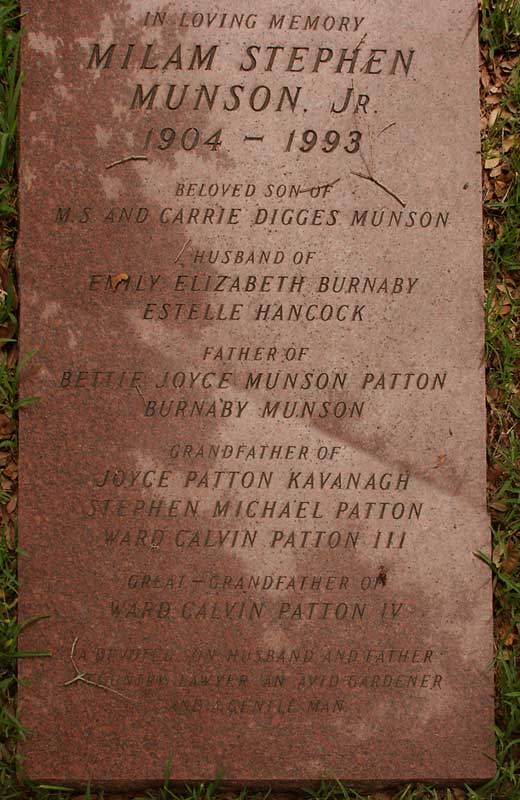 IN LOVING MEMORY
MILAM STEPHEN
MUNSON, JR.
1904 – 1993
BELOVED SON OF
M.S. AND CARRIE DIGGES MUNSON
HUSBAND OF
EMILY ELIZABETH BURNABY
ESTELLE HANCOCK
FATHER OF
BETTIE JOYCE MUNSON PATTON
BURNABY MUNSON
GRANDFATHER OF
JOYCE PATTON KAVANAGH
STEPHEN MICHAEL PATTON
WARD CALVIN PATTON III
GREAT-GRANDFATHER OF
WARD CALVIN PATTON IV
A DEVOTED SON HUSBAND AND FATHER
A COUNTRY LAWYER AN AVID GARDENER
AND A GENTLE MAN